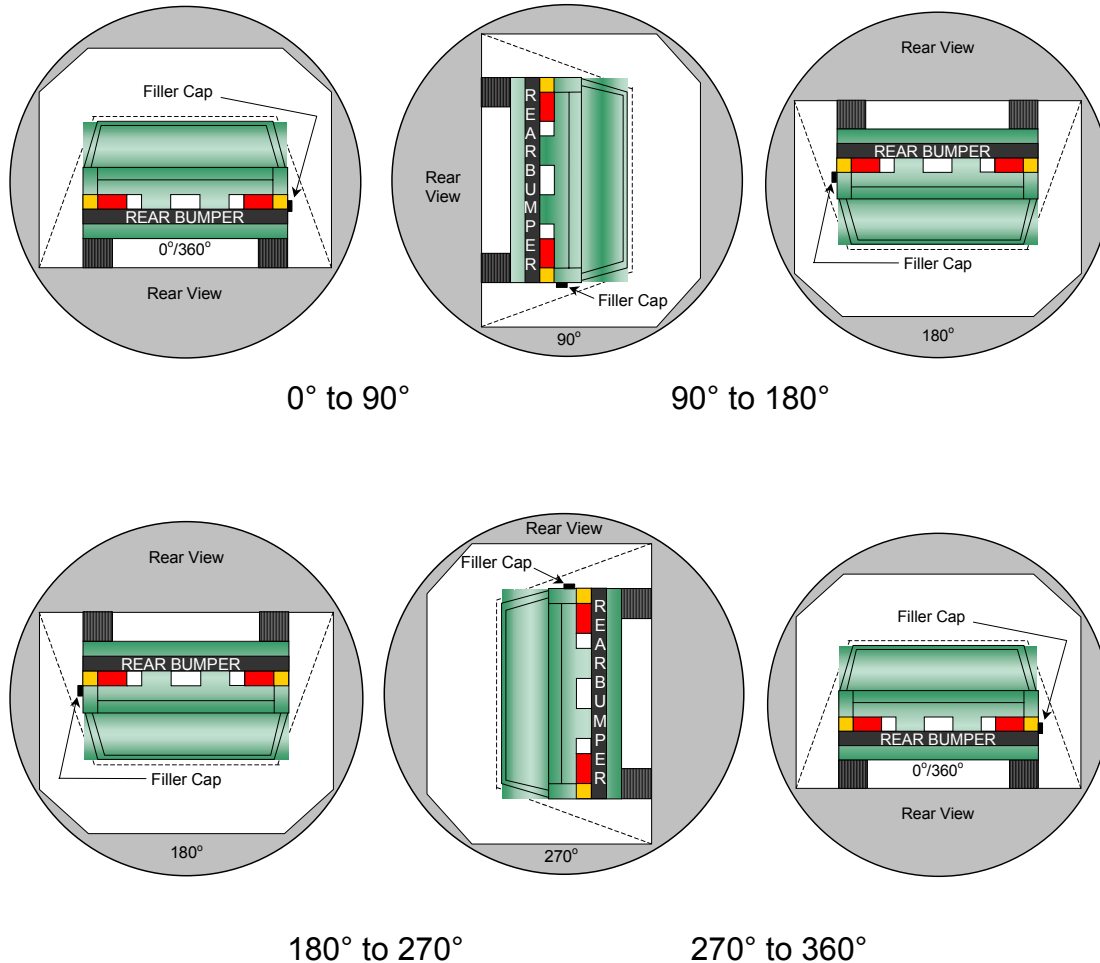 Rear View
Filler Cap
REAR BUMPER
0°/360°
Rear View
Rear
View
REARBUMPER
Filler Cap
90°
REAR BUMPER
Filler Cap
180°
0° to 90°
90° to 180°
Rear View
REAR BUMPER
Filler Cap
180°
Rear View
Filler Cap
REARBUMPER
270°
Filler Cap
REAR BUMPER
0°/360°
Rear View
180° to 270°
270° to 360°